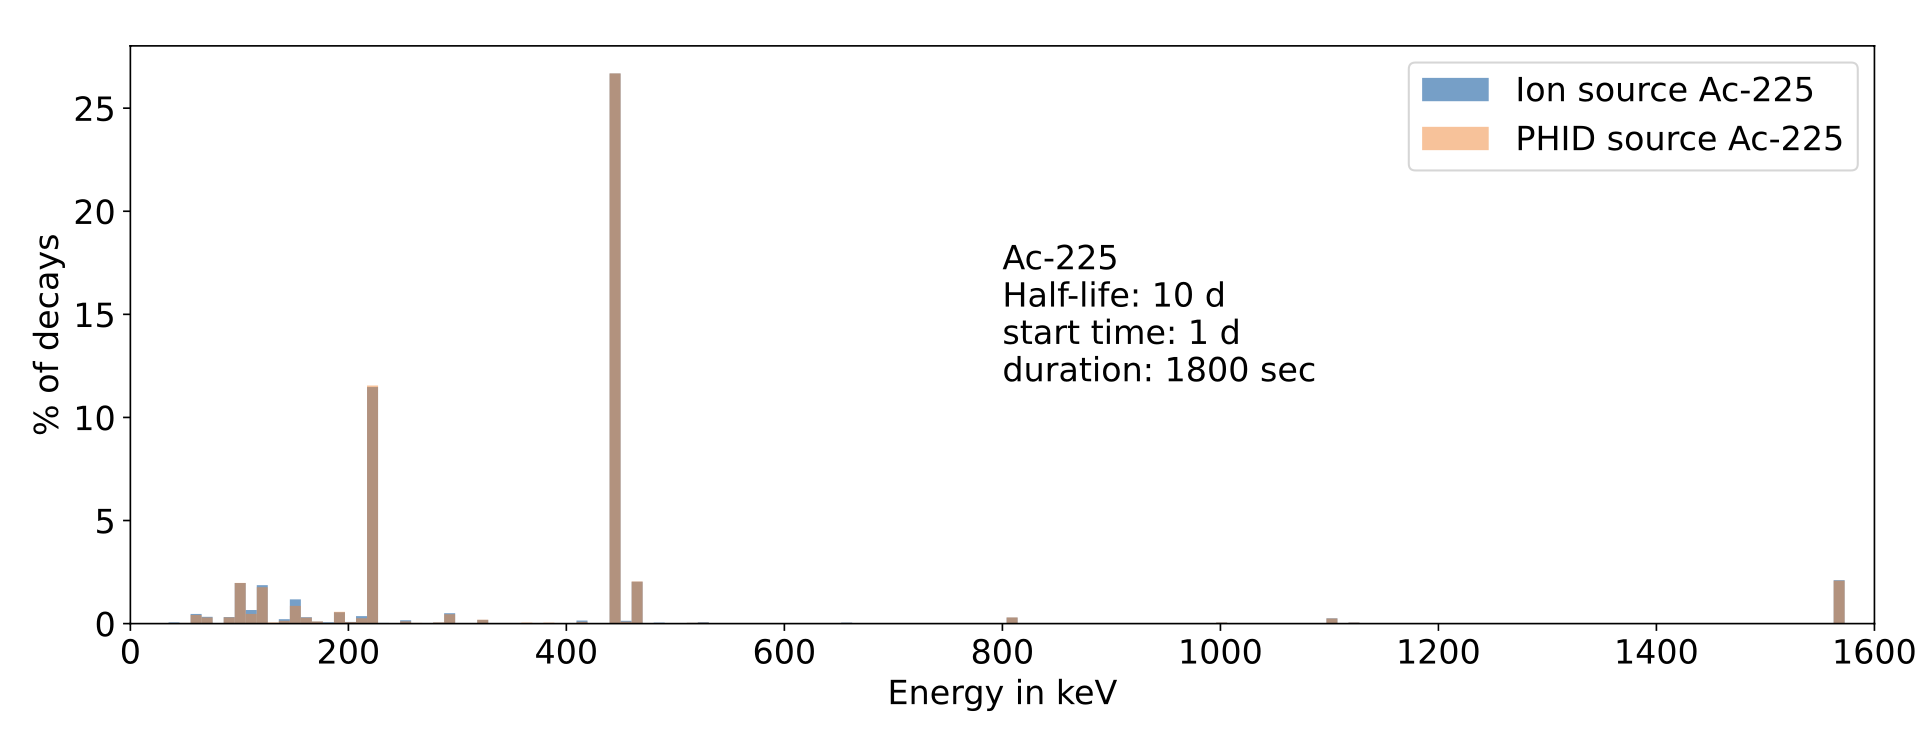 Ion source Ac-225
PHID source Ac-225
Ac-225
Half-life: 10 d
start time: 1 d
duration: 1800 sec
% of decays
25
20
15
10
5
0
0 200 400 600 800 1000 1200 1400 1600
Energy in keV